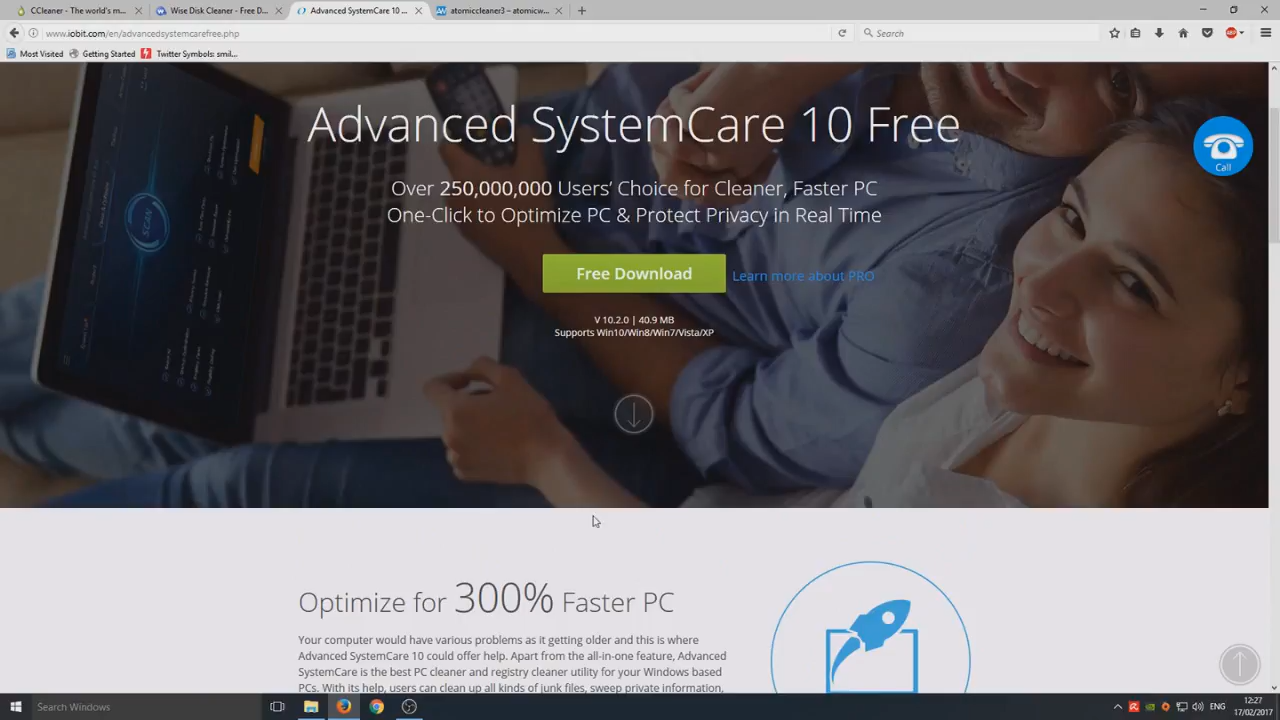 CCleaner - The world's m...
Wise Disk Cleaner - Free D...
Advanced SystemCare 10 ...
atomiccleaner3 – atomicw...
www.iobit.com/en/advancedsystemcarefree.php
Search
ABP
Most Visited
Getting Started
Twitter Symbols: smil...
SCAN
Advanced SystemCare 10 Free
Call
Over 250,000,000 Users' Choice for Cleaner, Faster PC
One-Click to Optimize PC & Protect Privacy in Real Time
Free Download
Learn more about PRO
V 10.2.0 | 40.9 MB
Supports Win10/Win8/Win7/Vista/XP
Optimize for 300% Faster PC
Your computer would have various problems as it getting older and this is where
Advanced SystemCare 10 could offer help. Apart from the all-in-one feature, Advanced
SystemCare is the best PC cleaner and registry cleaner utility for your Windows based
PCs. With its help, users can clean up all kinds of junk files, sweep private information,
Search Windows
ENG
12:27
17/02/2017